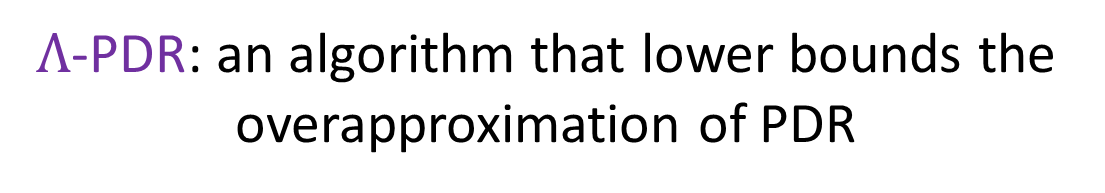 Λ-PDR: an algorithm that lower bounds the
overapproximation of PDR